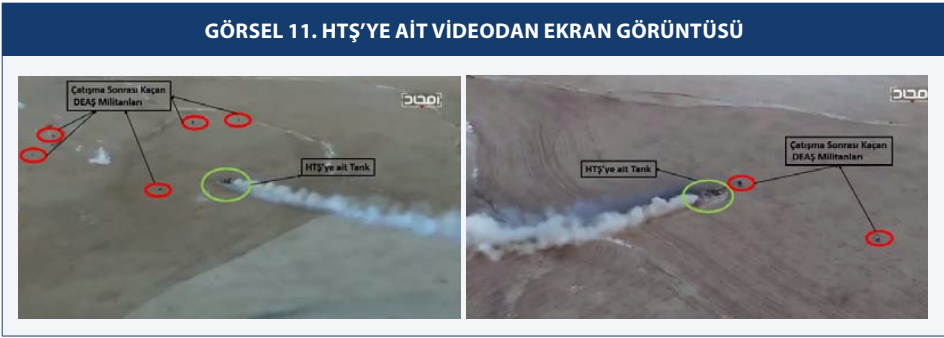 GÖRSEL 11. HTŞ'YE AİT VİDEODAN EKRAN GÖRÜNTÜSÜ
Çatışma Sonrası Kaçan
DEAŞ Militanları
HTŞ'ye ait Tank
امجاد
Çatışma Sonrası Kaçan
DEAŞ Militanları
HTŞ'ye ait Tank